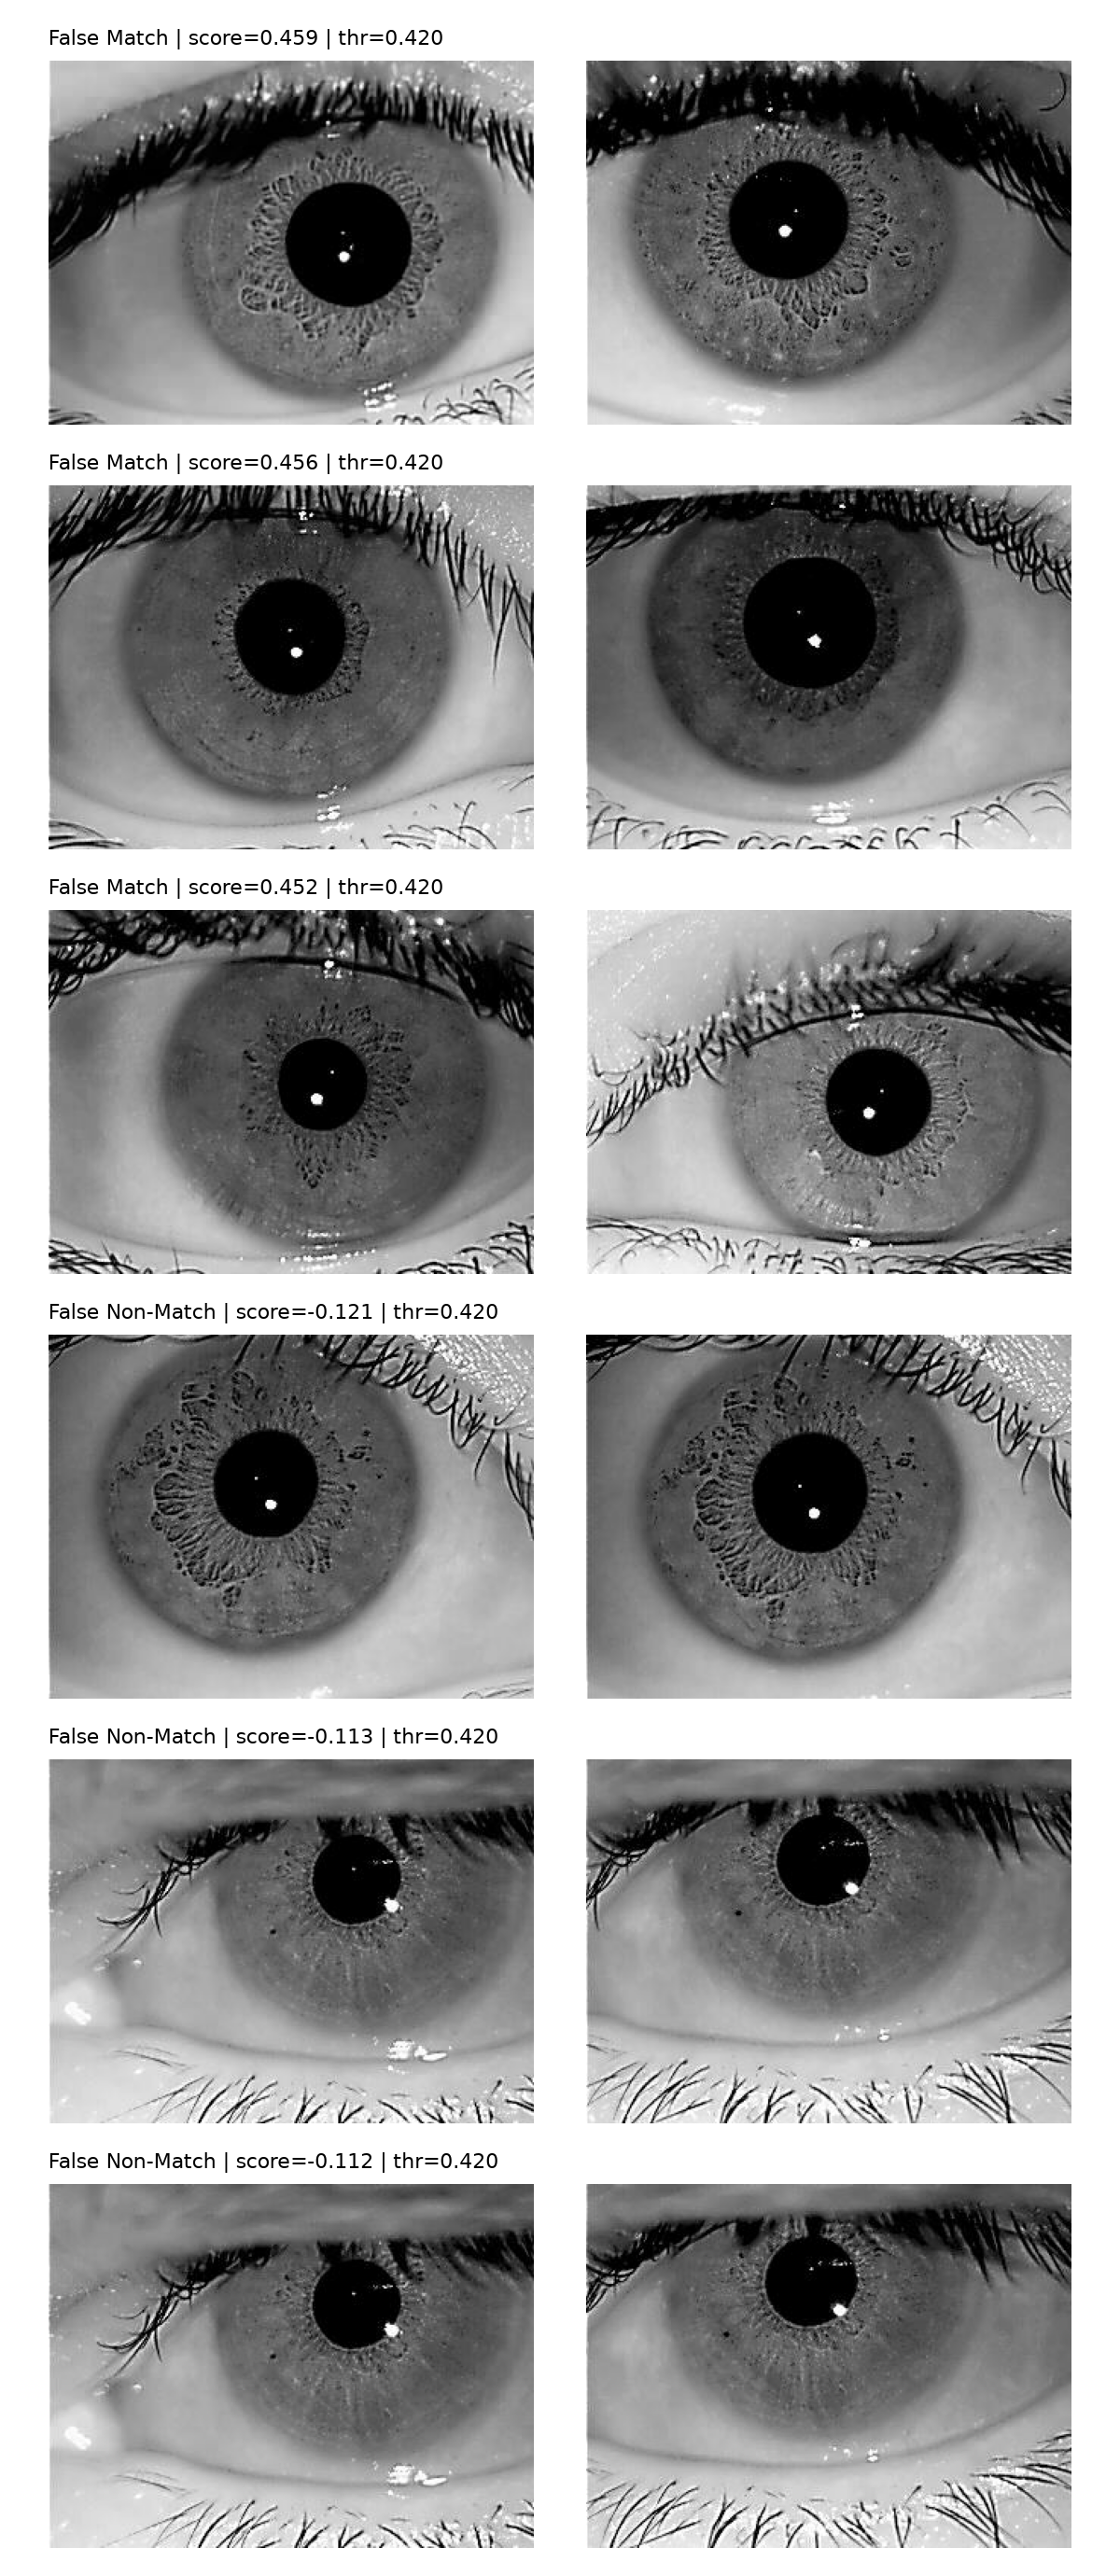 False Match | score=0.459 | thr=0.420
False Match | score=0.456 | thr=0.420
False Match | score=0.452 | thr=0.420
False Non-Match | score=-0.121 | thr=0.420
False Non-Match | score=-0.113 | thr=0.420
False Non-Match | score=-0.112 | thr=0.420